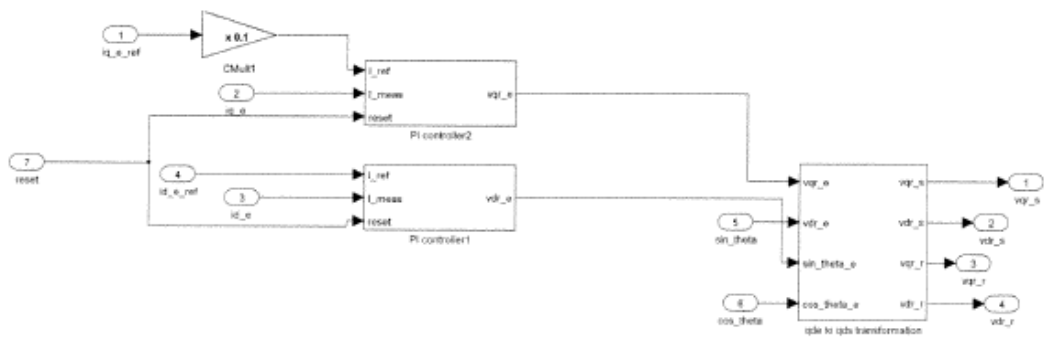 1
iq_e_ref
x 0.1
CMult1
2
iq_e
I_ref
I_meas
reset
vqr_e
PI controller2
7
reset
4
id_e_ref
3
id_e
I_ref
I_meas
reset
vdr_e
PI controller1
5
sin_theta
6
cos_theta
vqr_e
vdr_e
sin_theta_e
cos_theta_e
vqr_s
vdr_s
vqr_r
vdr_r
qde to qds transformation
1
vqr_s
2
vdr_s
3
vqr_r
4
vdr_r